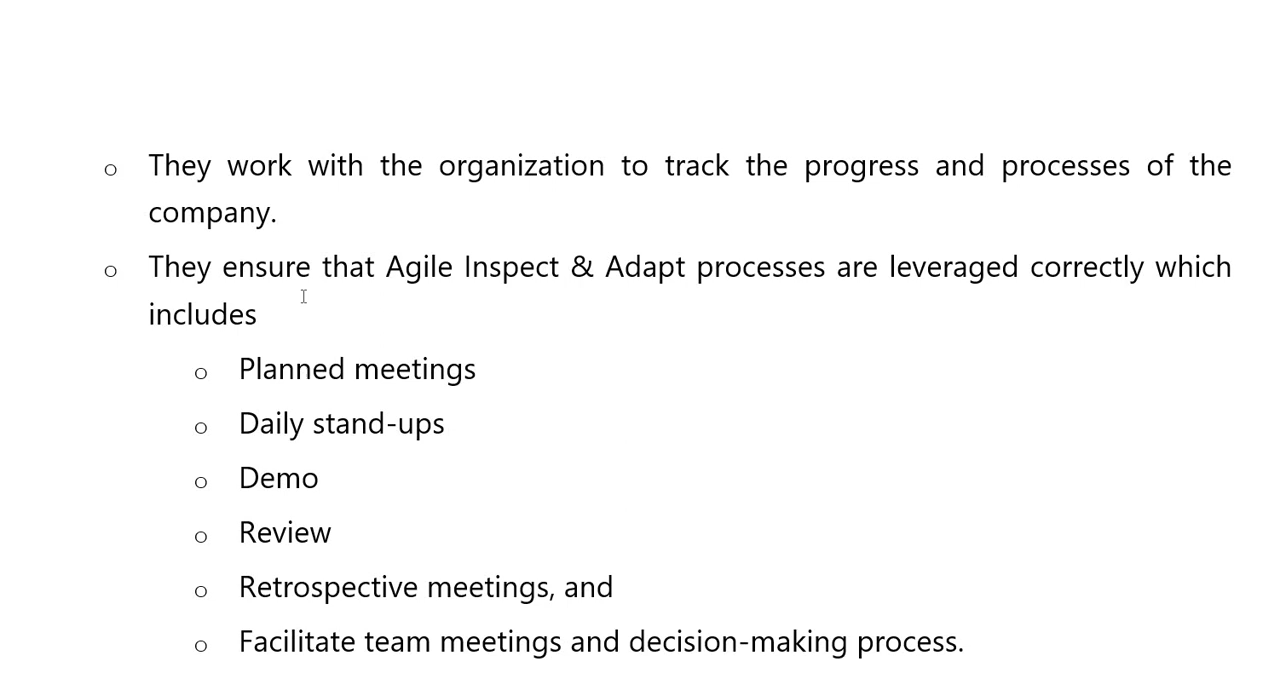 o They work with the organization to track the progress and processes of the
company.
o They ensure that Agile Inspect & Adapt processes are leveraged correctly which
includes
o Planned meetings
o Daily stand-ups
o Demo
o Review
o Retrospective meetings, and
o Facilitate team meetings and decision-making process.